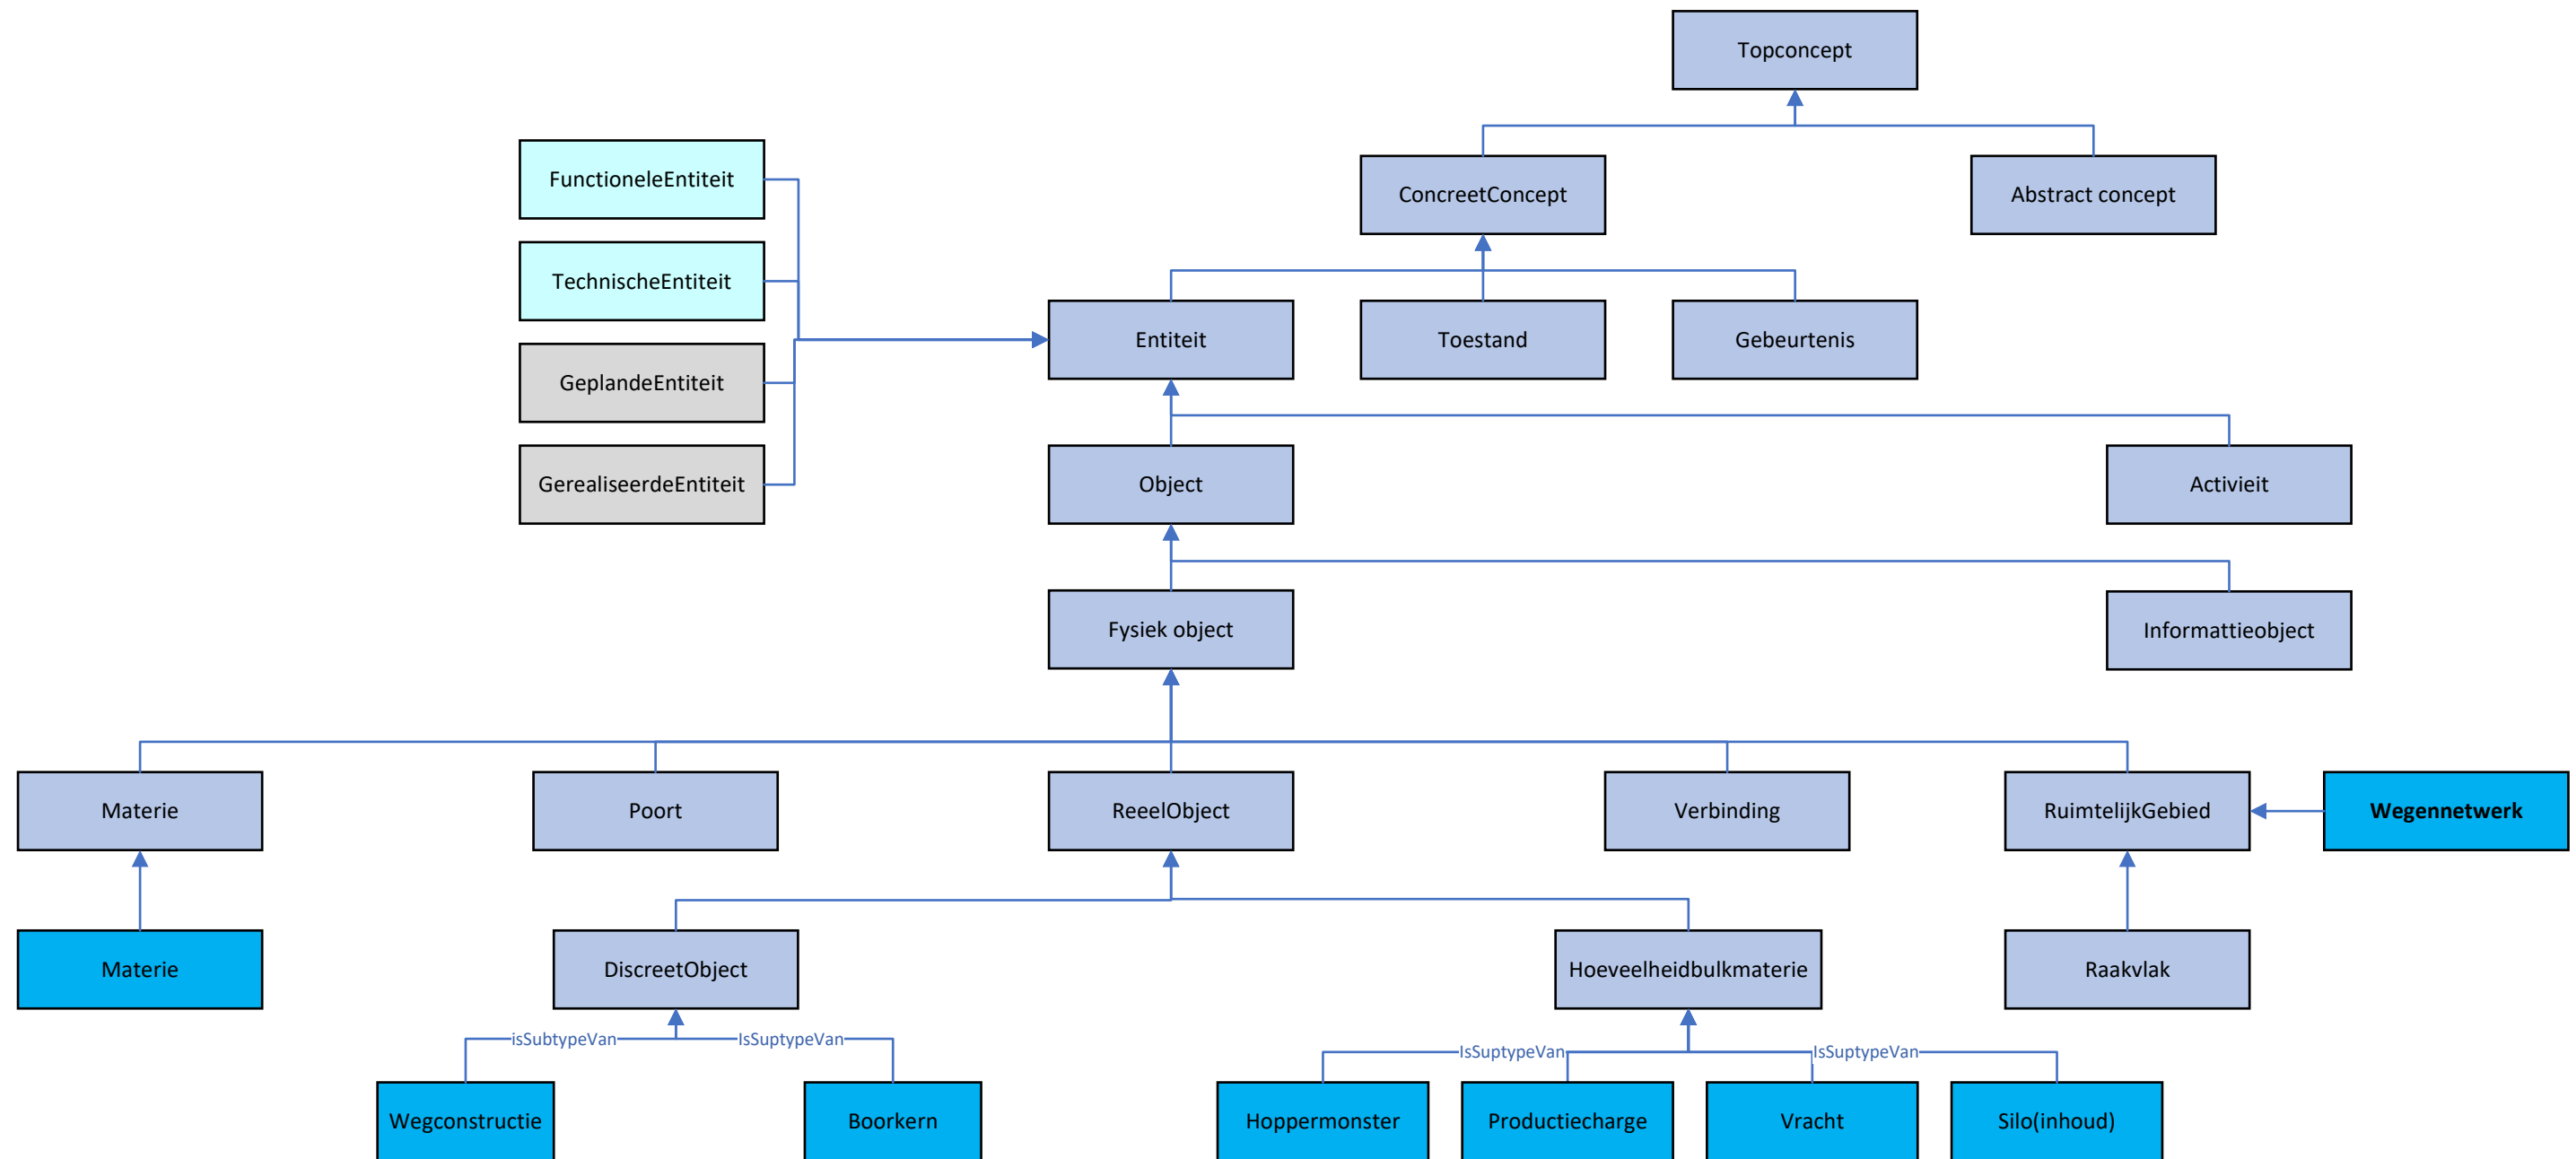 Topconcept
FunctioneleEntiteit
ConcreetConcept
Abstract concept
TechnischeEntiteit
Entiteit
Toestand
Gebeurtenis
GeplandeEntiteit
GerealiseerdeEntiteit
Object
Activieit
Fysiek object
Informattieobject
Materie
Poort
ReeelObject
Verbinding
RuimtelijkGebied
Wegennetwerk
Materie
DiscreetObject
Hoeveelheidbulkmaterie
Raakvlak
isSubtypeVan
IsSuptypeVan
IsSuptypeVan
IsSuptypeVan
Wegconstructie
Boorkern
Hoppermonster
Productiecharge
Vracht
Silo(inhoud)